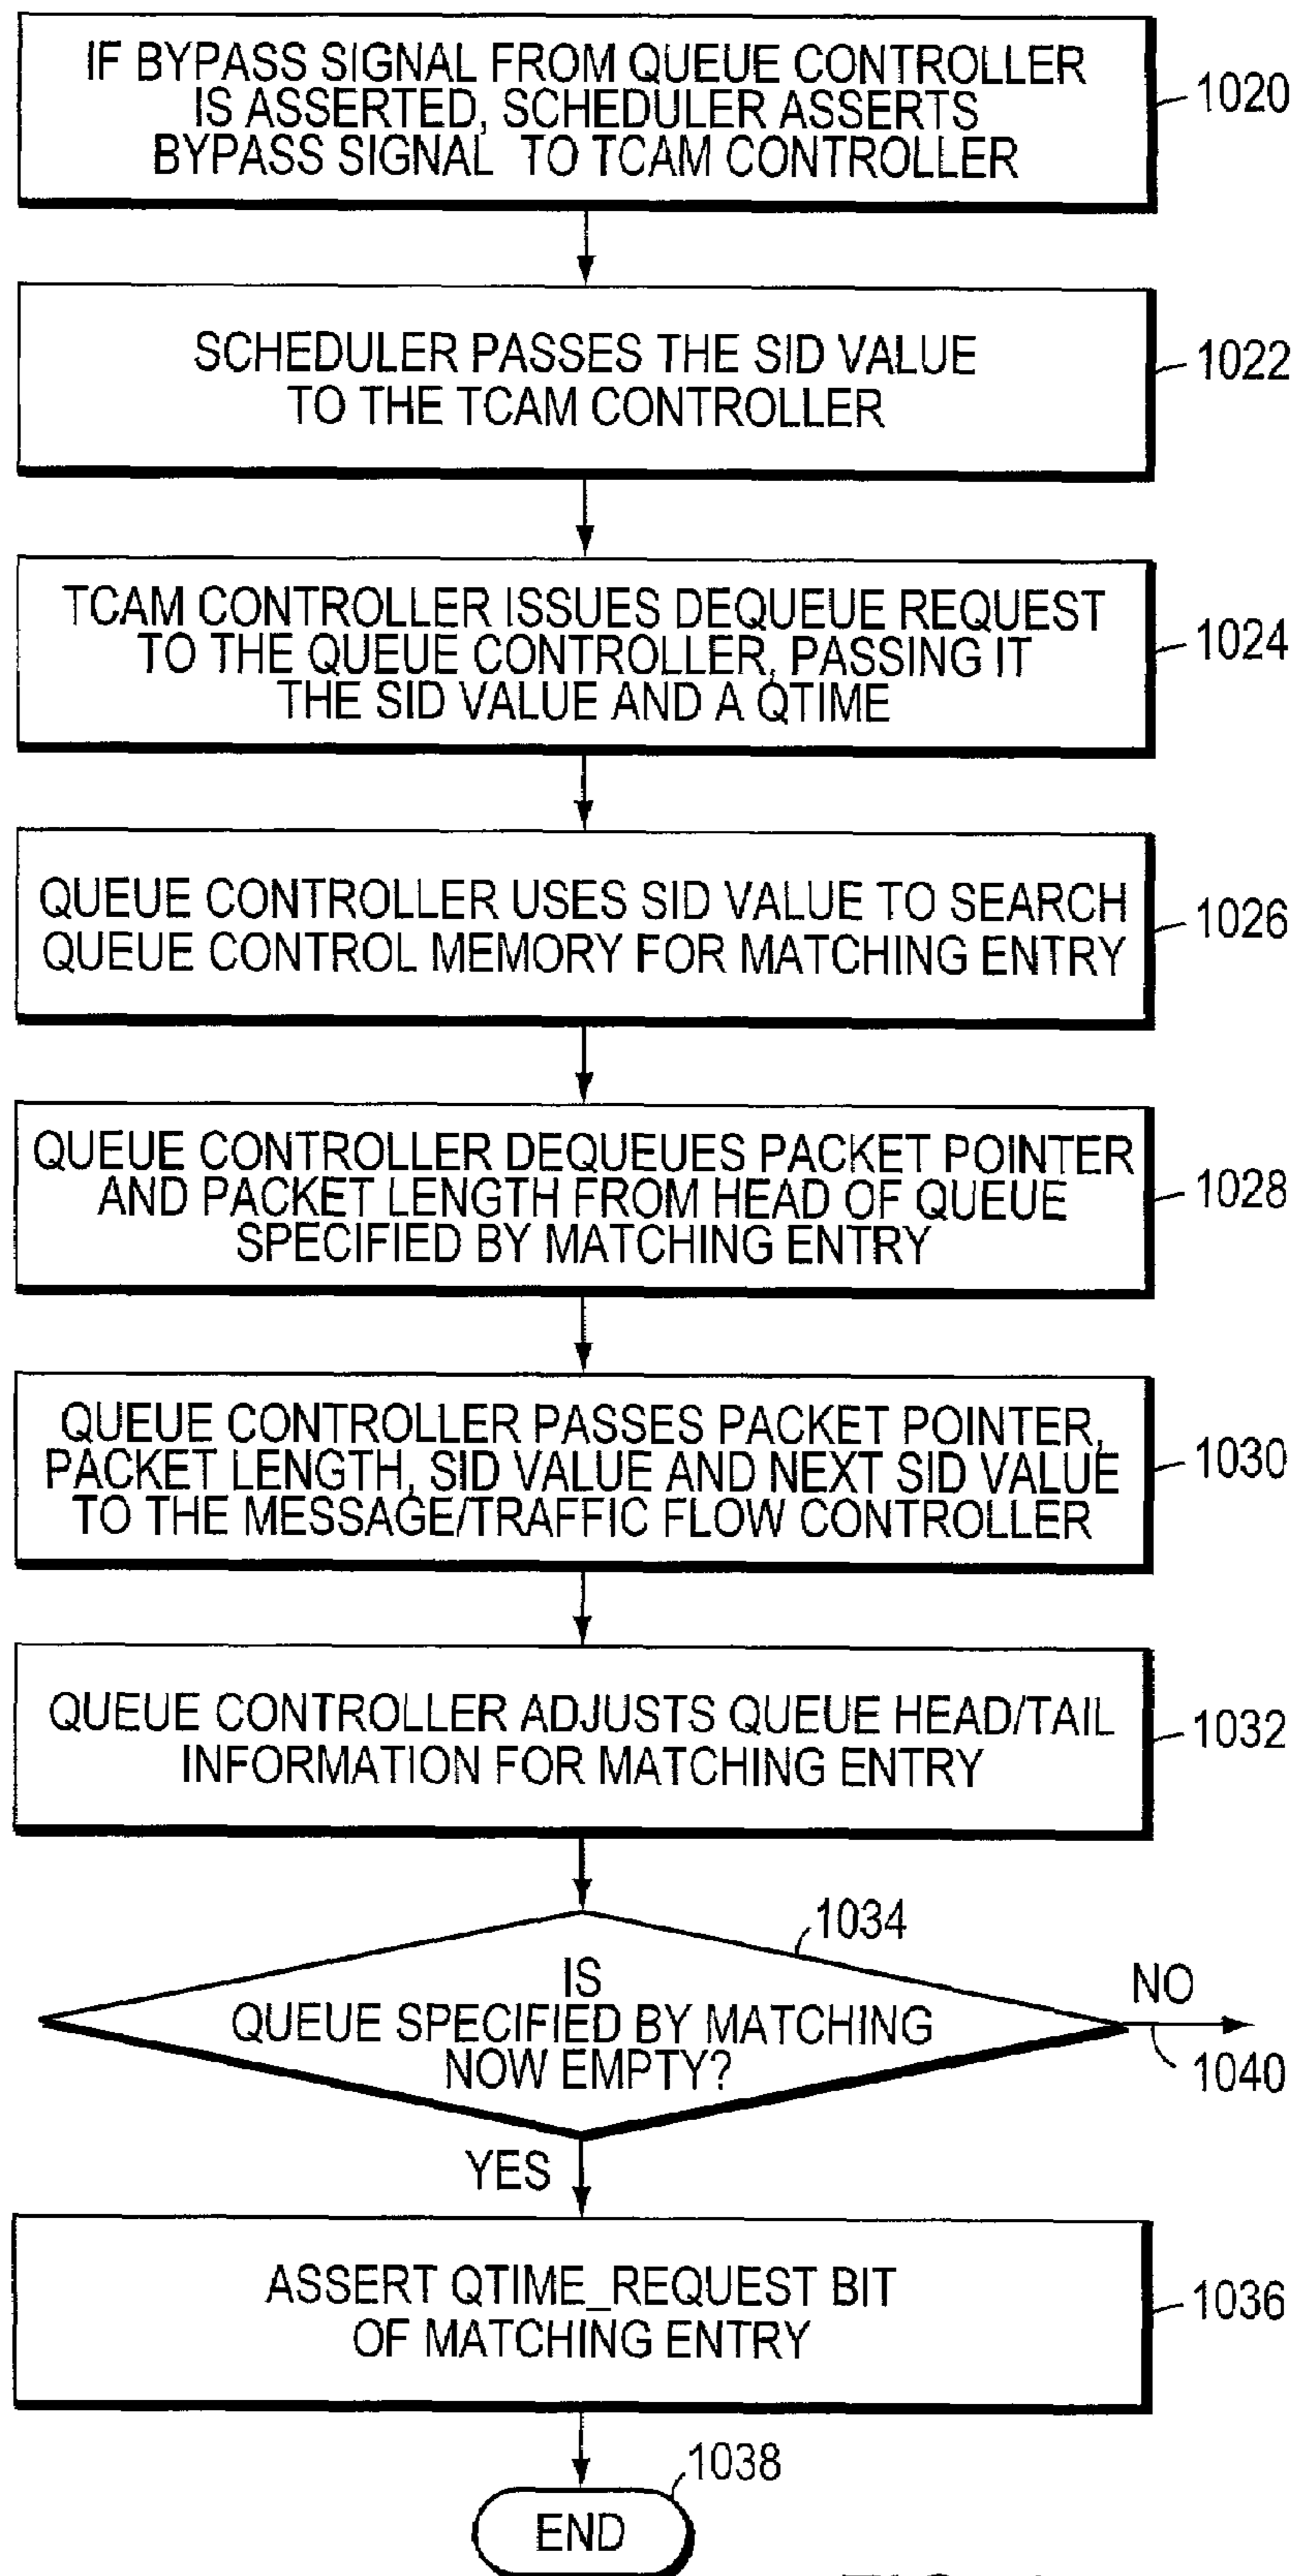 IF BYPASS SIGNAL FROM QUEUE CONTROLLER
IS ASSERTED, SCHEDULER ASSERTS
BYPASS SIGNAL TO TCAM CONTROLLER
1020
SCHEDULER PASSES THE SID VALUE
TO THE TCAM CONTROLLER
1022
TCAM CONTROLLER ISSUES DEQUEUE REQUEST
TO THE QUEUE CONTROLLER, PASSING IT
THE SID VALUE AND A QTIME
1024
QUEUE CONTROLLER USES SID VALUE TO SEARCH
QUEUE CONTROL MEMORY FOR MATCHING ENTRY
1026
QUEUE CONTROLLER DEQUEUES PACKET POINTER
AND PACKET LENGTH FROM HEAD OF QUEUE
SPECIFIED BY MATCHING ENTRY
1028
QUEUE CONTROLLER PASSES PACKET POINTER,
PACKET LENGTH, SID VALUE AND NEXT SID VALUE
TO THE MESSAGE/TRAFFIC FLOW CONTROLLER
1030
QUEUE CONTROLLER ADJUSTS QUEUE HEAD/TAIL
INFORMATION FOR MATCHING ENTRY
1032
1034
IS
QUEUE SPECIFIED BY MATCHING
NOW EMPTY?
NO
1040
YES
ASSERT QTIME_REQUEST BIT
OF MATCHING ENTRY
1036
1038
END